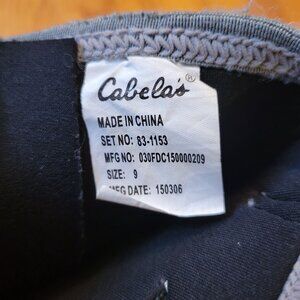 Cabela's®
MADE IN CHINA
SET NO: 83-1153
MFG NO: 030FDC150000209
SIZE: 9
MFG DATE: 150306